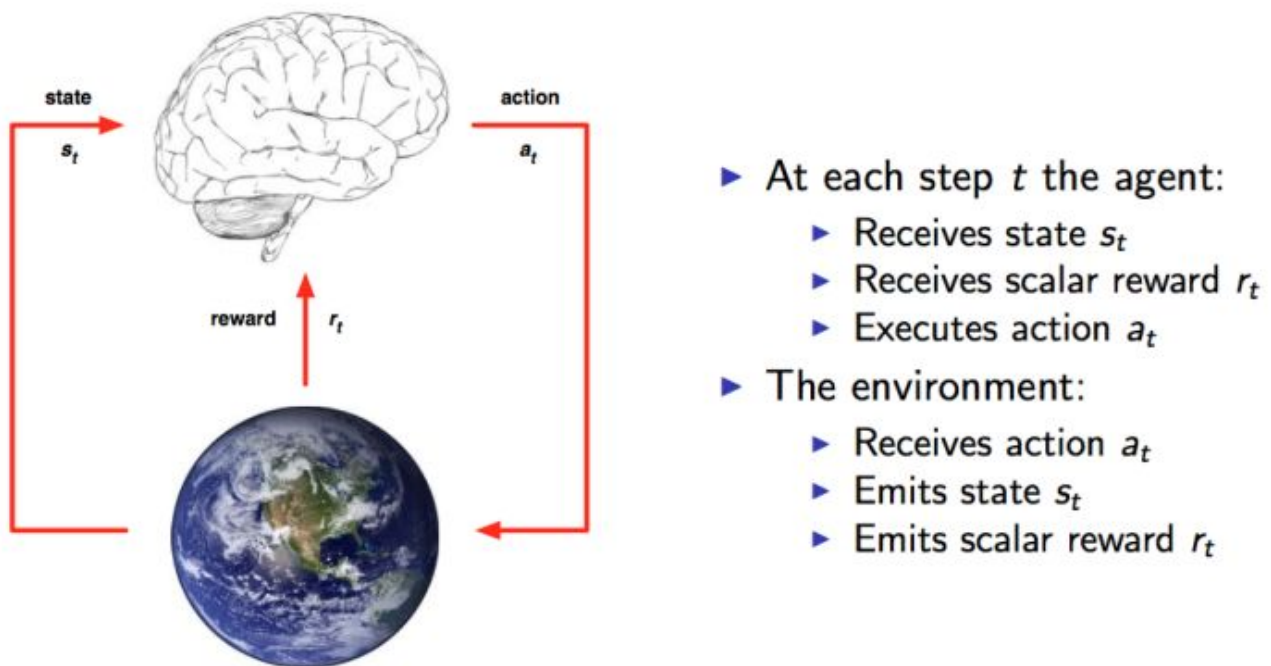 state
s_t
action
a_t
reward r_t
▶ At each step t the agent:
▶ Receives state s_t
▶ Receives scalar reward r_t
▶ Executes action a_t
▶ The environment:
▶ Receives action a_t
▶ Emits state s_t
▶ Emits scalar reward r_t